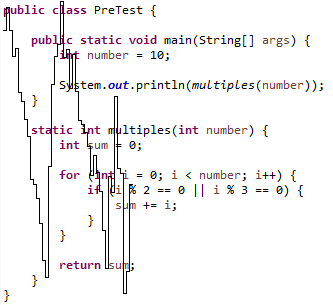 public class PreTest {
public static void main(String[] args) {
int number = 10;
System.out.println(multiples(number));
}
static int multiples(int number) {
int sum = 0;
for (int i = 0; i < number; i++) {
if (i % 2 == 0 || i % 3 == 0) {
sum += i;
}
}
return sum;
}
}